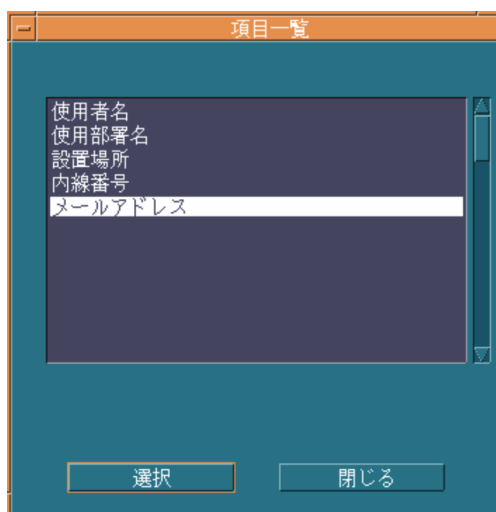 項目一覧
使用者名
使用部署名
設置場所
内線番号
メールアドレス
選択
閉じる